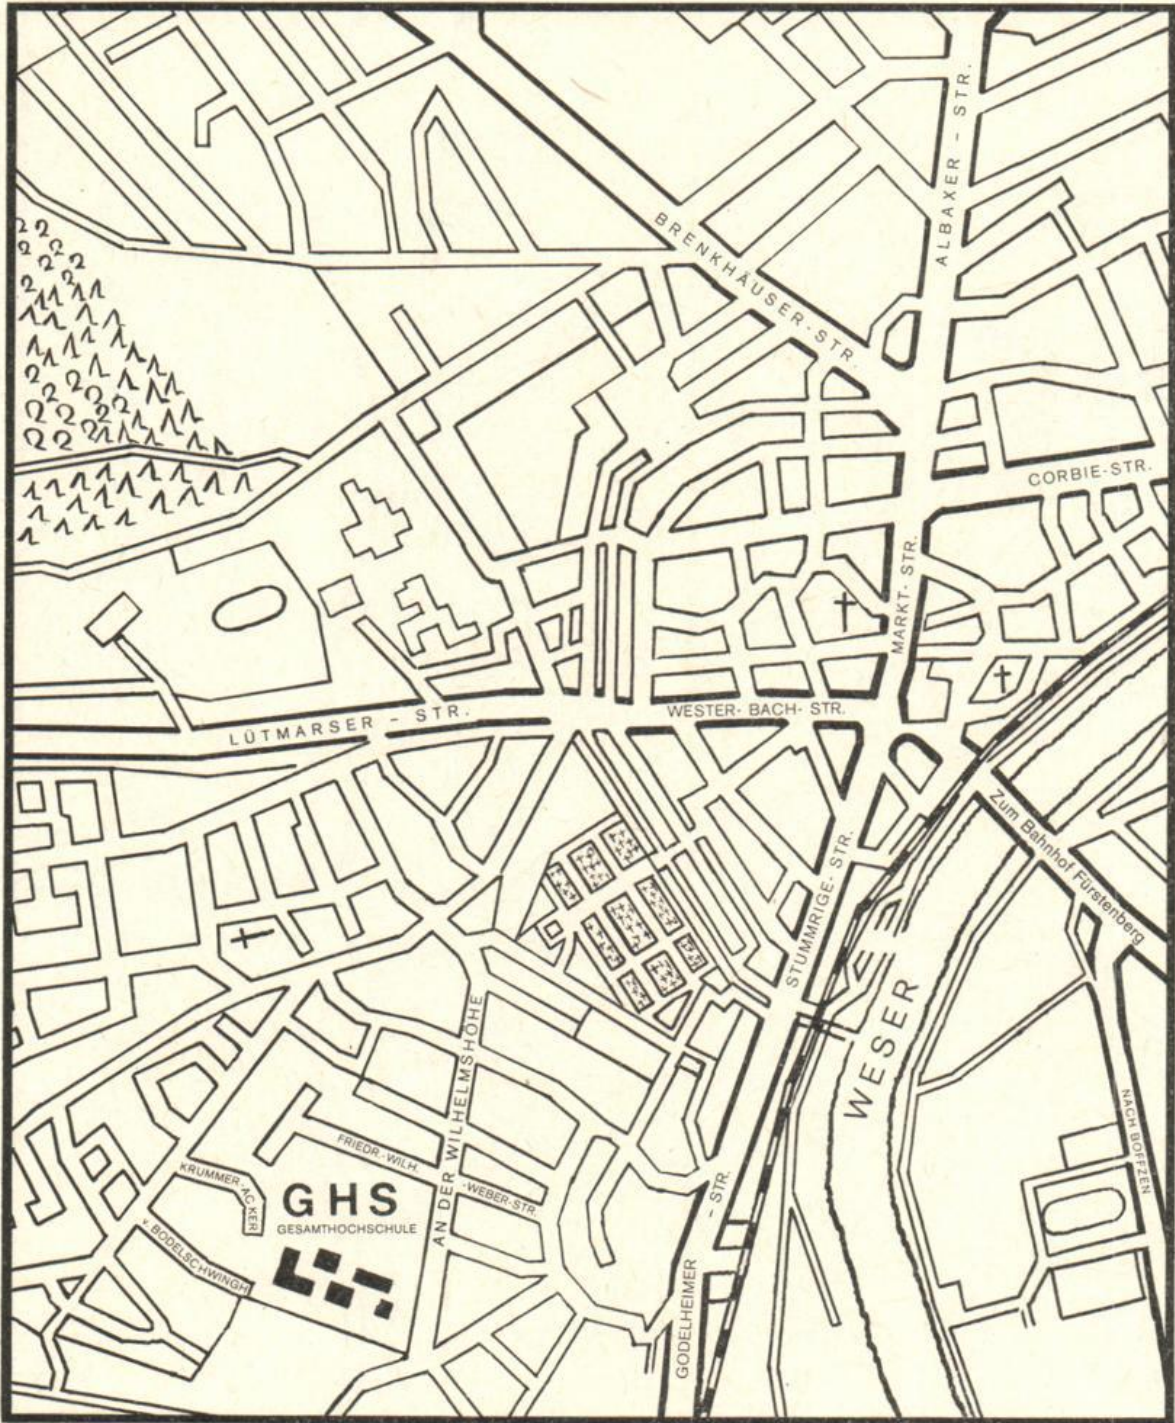 ALBAXER - STR.
BRENKHÄUSER-STR.
CORBIE-STR.
MARKT-STR.
WESTER-BACH-STR.
LÜTMARSER - STR.
Zum Bahnhof Fürstenberg
STUMMRIGE-STR.
WESER
AN DER WILHELMSHÖHE
NACH BOFFZEN
FRIEDR.-WILH.
-WEBER-STR.
KRUMMER-ACKER
GHS
GESAMTHOCHSCHULE
v. BODELSCHWINGH
GODELHEIMER
- STR.